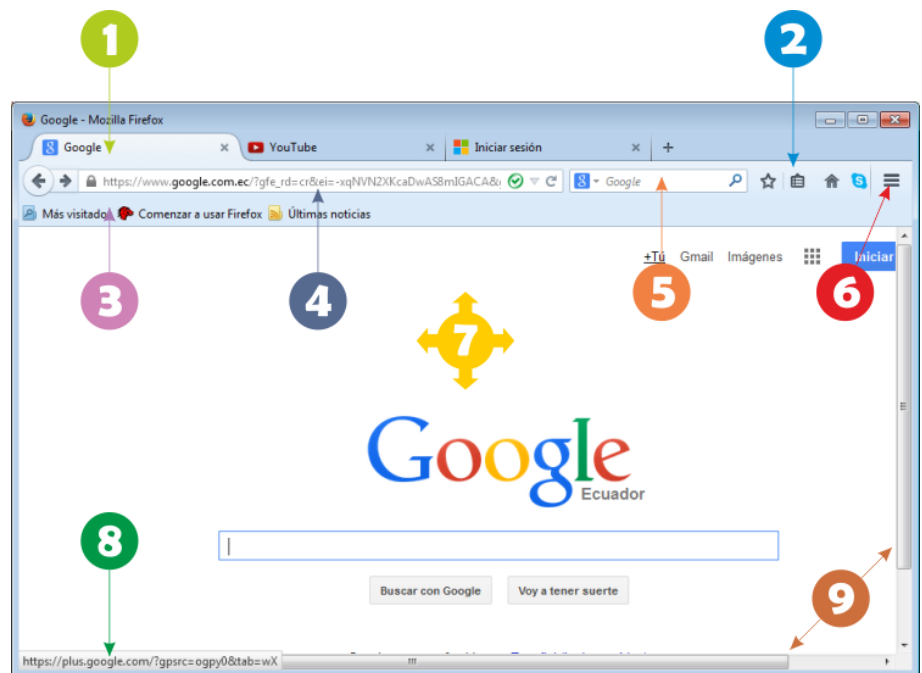 1
2
Google - Mozilla Firefox
Google
YouTube
Iniciar sesión
https://www.google.com.ec/?gfe_rd=cr&ei=-xqNVN2XKcaDwAS8mIGACA&
Google
Más visitados
Comenzar a usar Firefox
Últimas noticias
+Tú Gmail Imágenes Iniciar
3
4
5
6
7
Google
Ecuador
8
Buscar con Google
Voy a tener suerte
9
https://plus.google.com/?gpsrc=ogpy0&tab=wX